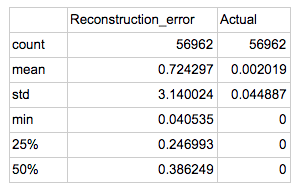 Reconstruction_error Actual
count 56962 56962
mean 0.724297 0.002019
std 3.140024 0.044887
min 0.040535 0
25% 0.246993 0
50% 0.386249 0